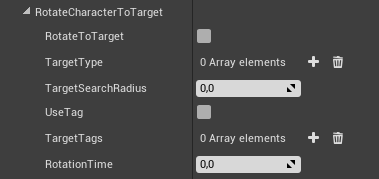 RotateCharacterToTarget
RotateToTarget
TargetType 0 Array elements
TargetSearchRadius 0,0
UseTag
TargetTags 0 Array elements
RotationTime 0,0